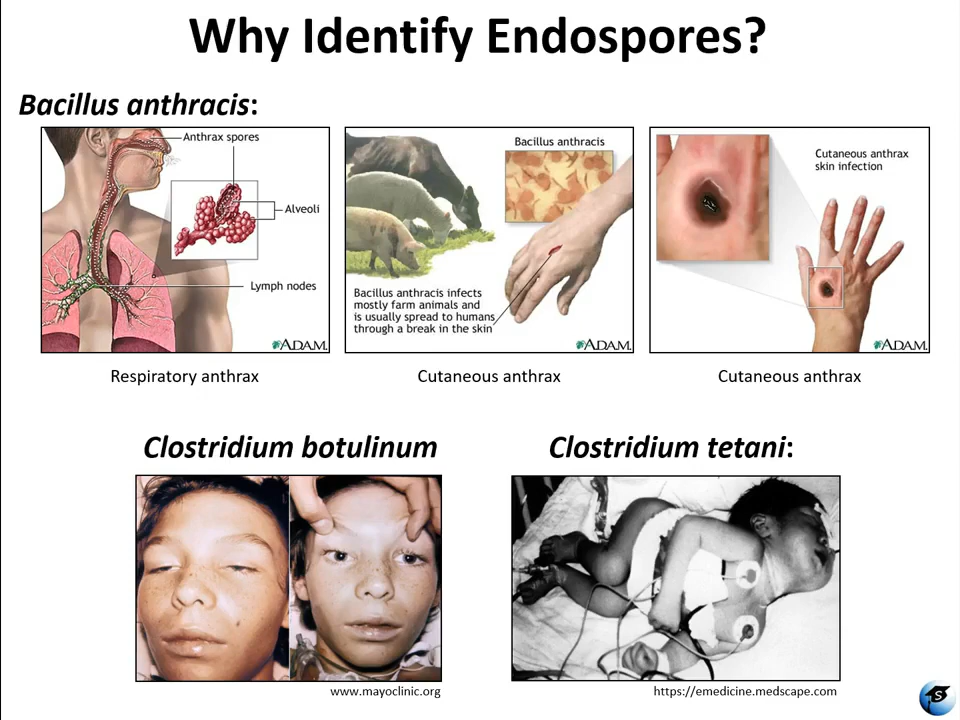 Why Identify Endospores?
Bacillus anthracis:
Anthrax spores
Alveoli
Lymph nodes
ADAM.
Respiratory anthrax
Bacillus anthracis
Bacillus anthracis infects
mostly farm animals and
is usually spread to humans
through a break in the skin
ADAM.
Cutaneous anthrax
Cutaneous anthrax
skin infection
ADAM.
Cutaneous anthrax
Clostridium botulinum
www.mayoclinic.org
Clostridium tetani:
https://emedicine.medscape.com
S